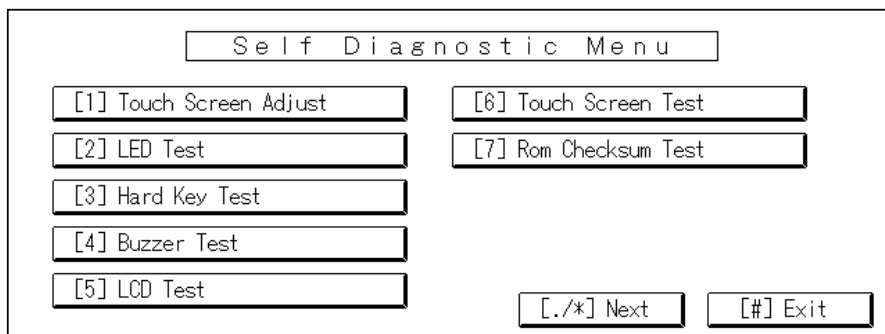 Self Diagnostic Menu
[1] Touch Screen Adjust
[2] LED Test
[3] Hard Key Test
[4] Buzzer Test
[5] LCD Test
[6] Touch Screen Test
[7] Rom Checksum Test
[./*] Next
[#] Exit